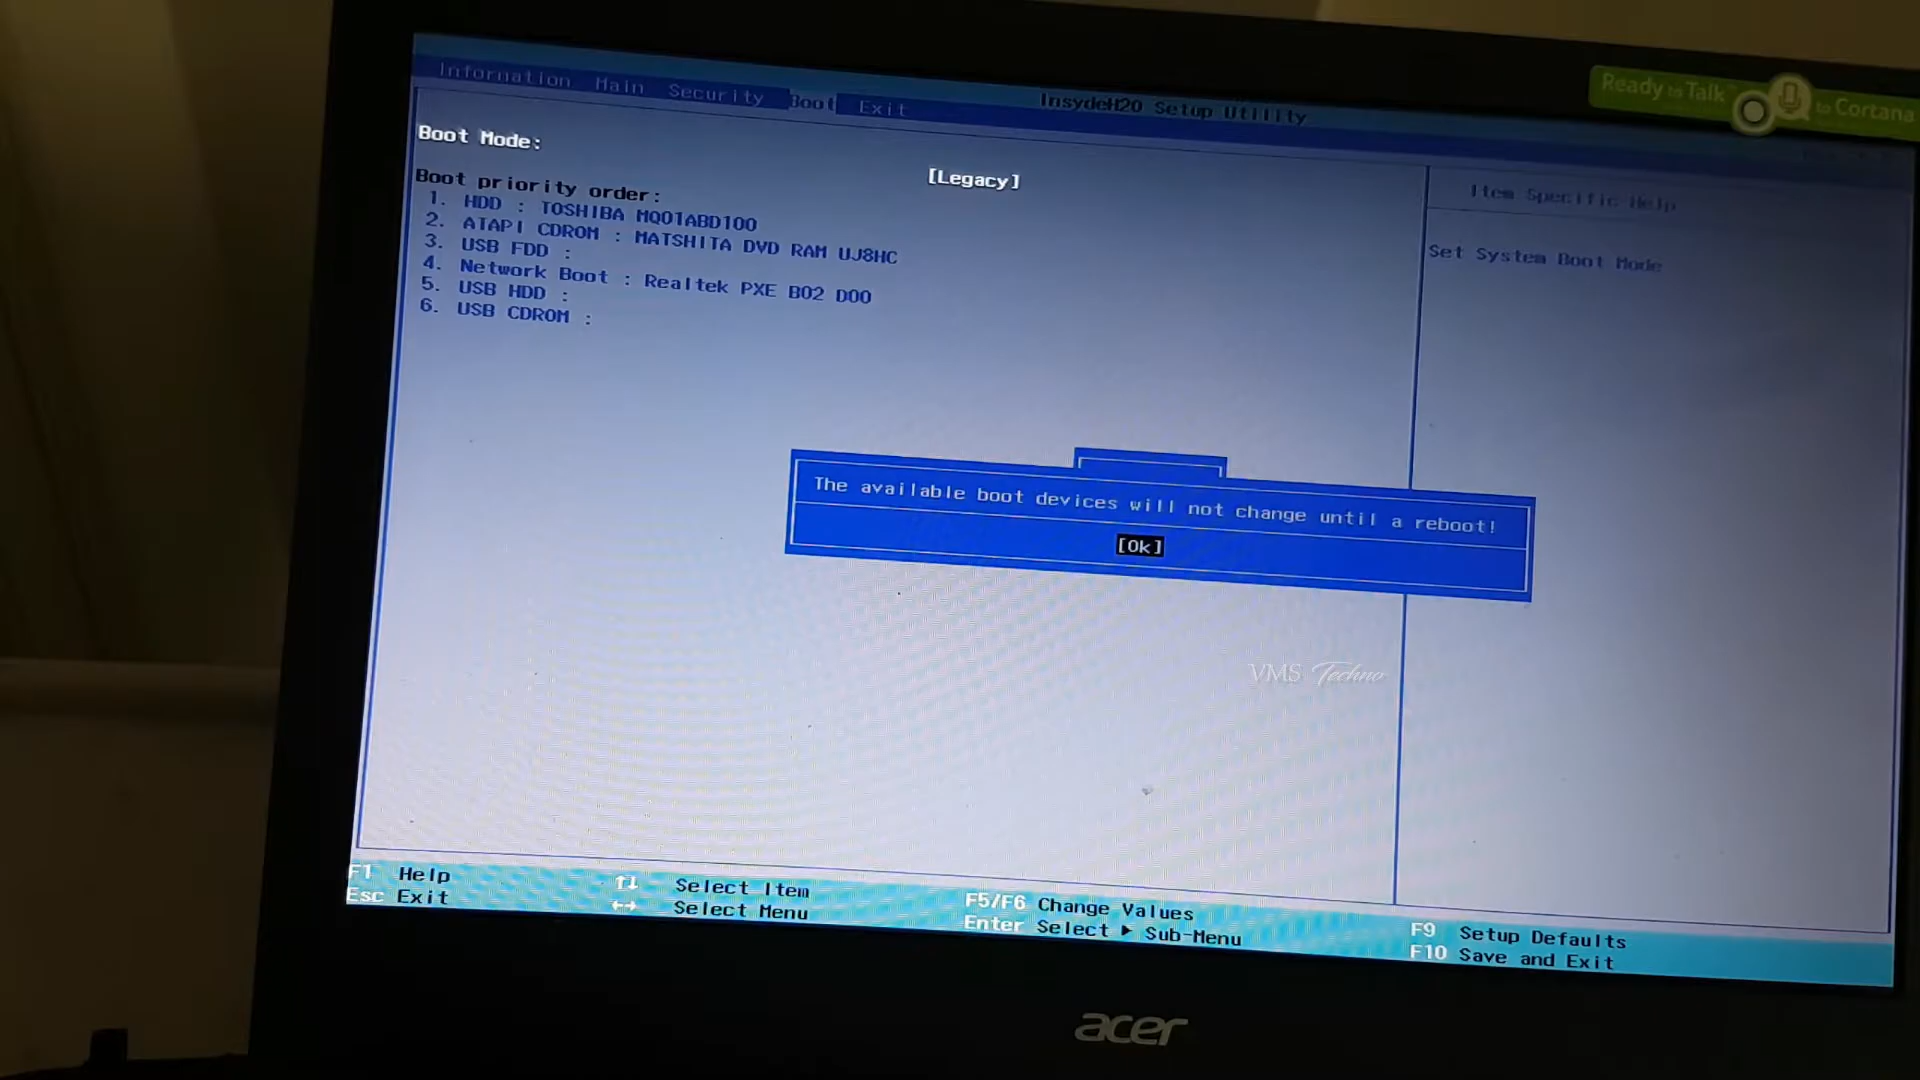 Ready to Talk to Cortana
InsydeH20 Setup Utility
Information Main Security Boot Exit
Boot Mode: [Legacy]
Boot priority order:
1. HDD : TOSHIBA MQ01ABD100
2. ATAPI CDROM : MATSHITA DVD RAM UJ8HC
3. USB FDD :
4. Network Boot : Realtek PXE B02 D00
5. USB HDD :
6. USB CDROM :
Item Specific Help
Set System Boot Mode
The available boot devices will not change until a reboot!
[Ok]
VMS Techno
F1 Help ↑↓ Select Item F5/F6 Change Values F9 Setup Defaults
Esc Exit ←→ Select Menu Enter Select ▶ Sub-Menu F10 Save and Exit
acer